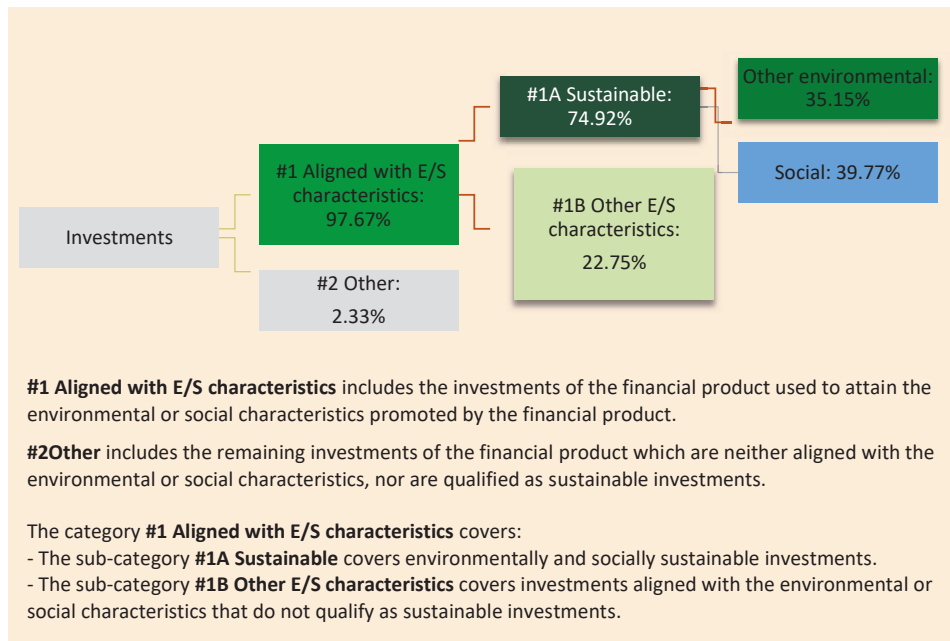 Investments
#1 Aligned with E/S
characteristics:
97.67%
#2 Other:
2.33%
#1A Sustainable:
74.92%
#1B Other E/S
characteristics:
22.75%
Other environmental:
35.15%
Social: 39.77%
#1 Aligned with E/S characteristics includes the investments of the financial product used to attain the
environmental or social characteristics promoted by the financial product.
#2Other includes the remaining investments of the financial product which are neither aligned with the
environmental or social characteristics, nor are qualified as sustainable investments.
The category #1 Aligned with E/S characteristics covers:
- The sub-category #1A Sustainable covers environmentally and socially sustainable investments.
- The sub-category #1B Other E/S characteristics covers investments aligned with the environmental or
social characteristics that do not qualify as sustainable investments.